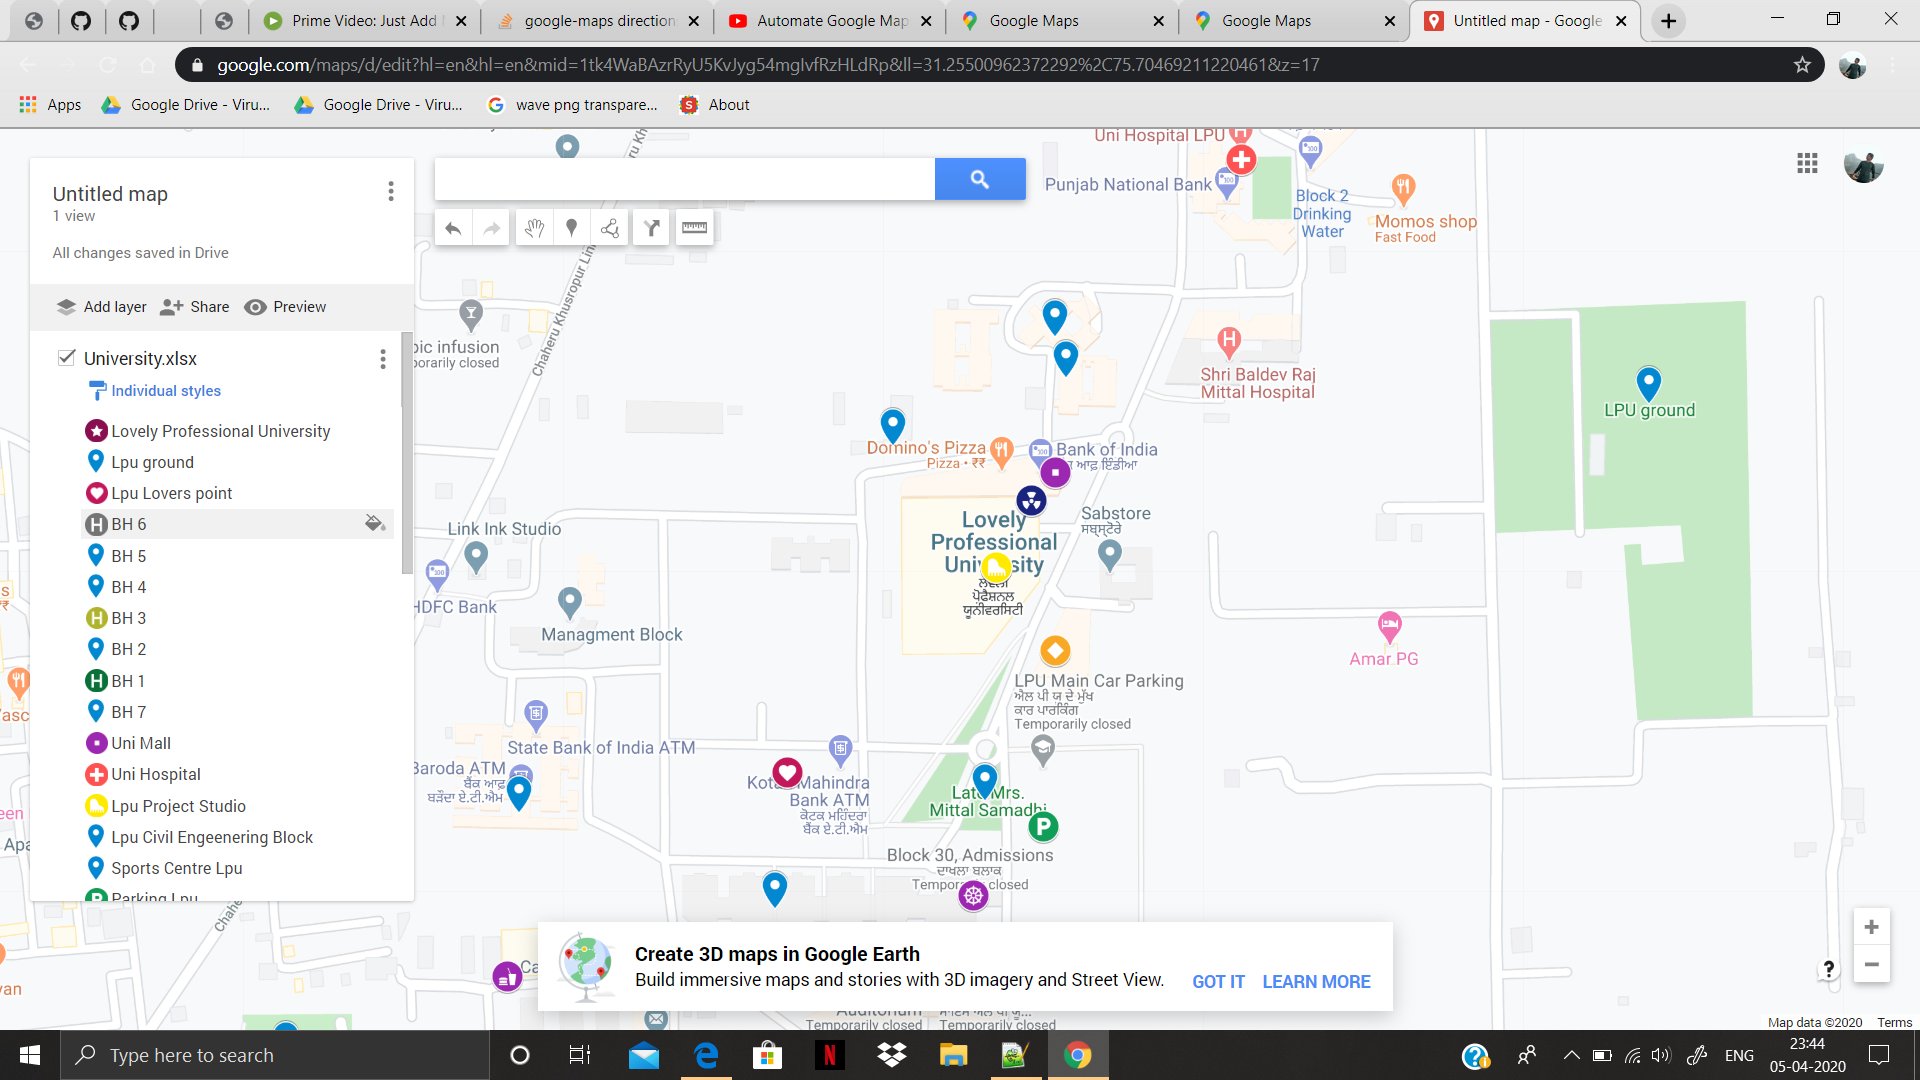 Prime Video: Just Add
google-maps direction
Automate Google Map
Google Maps
Google Maps
Untitled map - Google
google.com/maps/d/edit?hl=en&hl=en&mid=1tk4WaBAzrRyU5KvJyg54mgIvfRzHLdRp&ll=31.25500962372292%2C75.70469211220461&z=17
Apps
Google Drive - Viru...
Google Drive - Viru...
wave png transpare...
About
Untitled map
1 view
All changes saved in Drive
Add layer
Share
Preview
University.xlsx
Individual styles
Lovely Professional University
Lpu ground
Lpu Lovers point
BH 6
BH 5
BH 4
BH 3
BH 2
BH 1
BH 7
Uni Mall
Uni Hospital
Lpu Project Studio
Lpu Civil Engeenering Block
Sports Centre Lpu
Parking Lpu
Uni Hospital LPU
Punjab National Bank
Block 2
Drinking
Water
Momos shop
Fast Food
Chaheru Khusropur Lin
pic infusion
porarily closed
Shri Baldev Raj
Mittal Hospital
LPU ground
Domino's Pizza
Pizza • ₹₹
Bank of India
ਆਫ਼ ਇੰਡੀਆ
Link Ink Studio
Lovely
Professional
University
ਲਵਲੀ
ਪ੍ਰੋਫੈਸ਼ਨਲ
ਯੂਨੀਵਰਸਿਟੀ
Sabstore
ਸਬਸਟੋਰੇ
HDFC Bank
Managment Block
Amar PG
LPU Main Car Parking
ਐਲ ਪੀ ਯੂ ਦੇ ਮੁੱਖ
ਕਾਰ ਪਾਰਕਿੰਗ
Temporarily closed
State Bank of India ATM
Baroda ATM
ਬੈਂਕ ਆਫ਼
ਬੜੌਦਾ ਏ.ਟੀ.ਐਮ
Kotak Mahindra
Bank ATM
ਕੋਟਕ ਮਹਿੰਦਰਾ
ਬੈਂਕ ਏ.ਟੀ.ਐਮ
Late Mrs.
Mittal Samadhi
P
Block 30, Admissions
ਦਾਖਲਾ ਬਲਾਕ
Temporarily closed
Create 3D maps in Google Earth
Build immersive maps and stories with 3D imagery and Street View.
GOT IT
LEARN MORE
Auditorium
Temporarily closed
Temporarily closed
Map data ©2020
Terms
Type here to search
ENG
23:44
05-04-2020